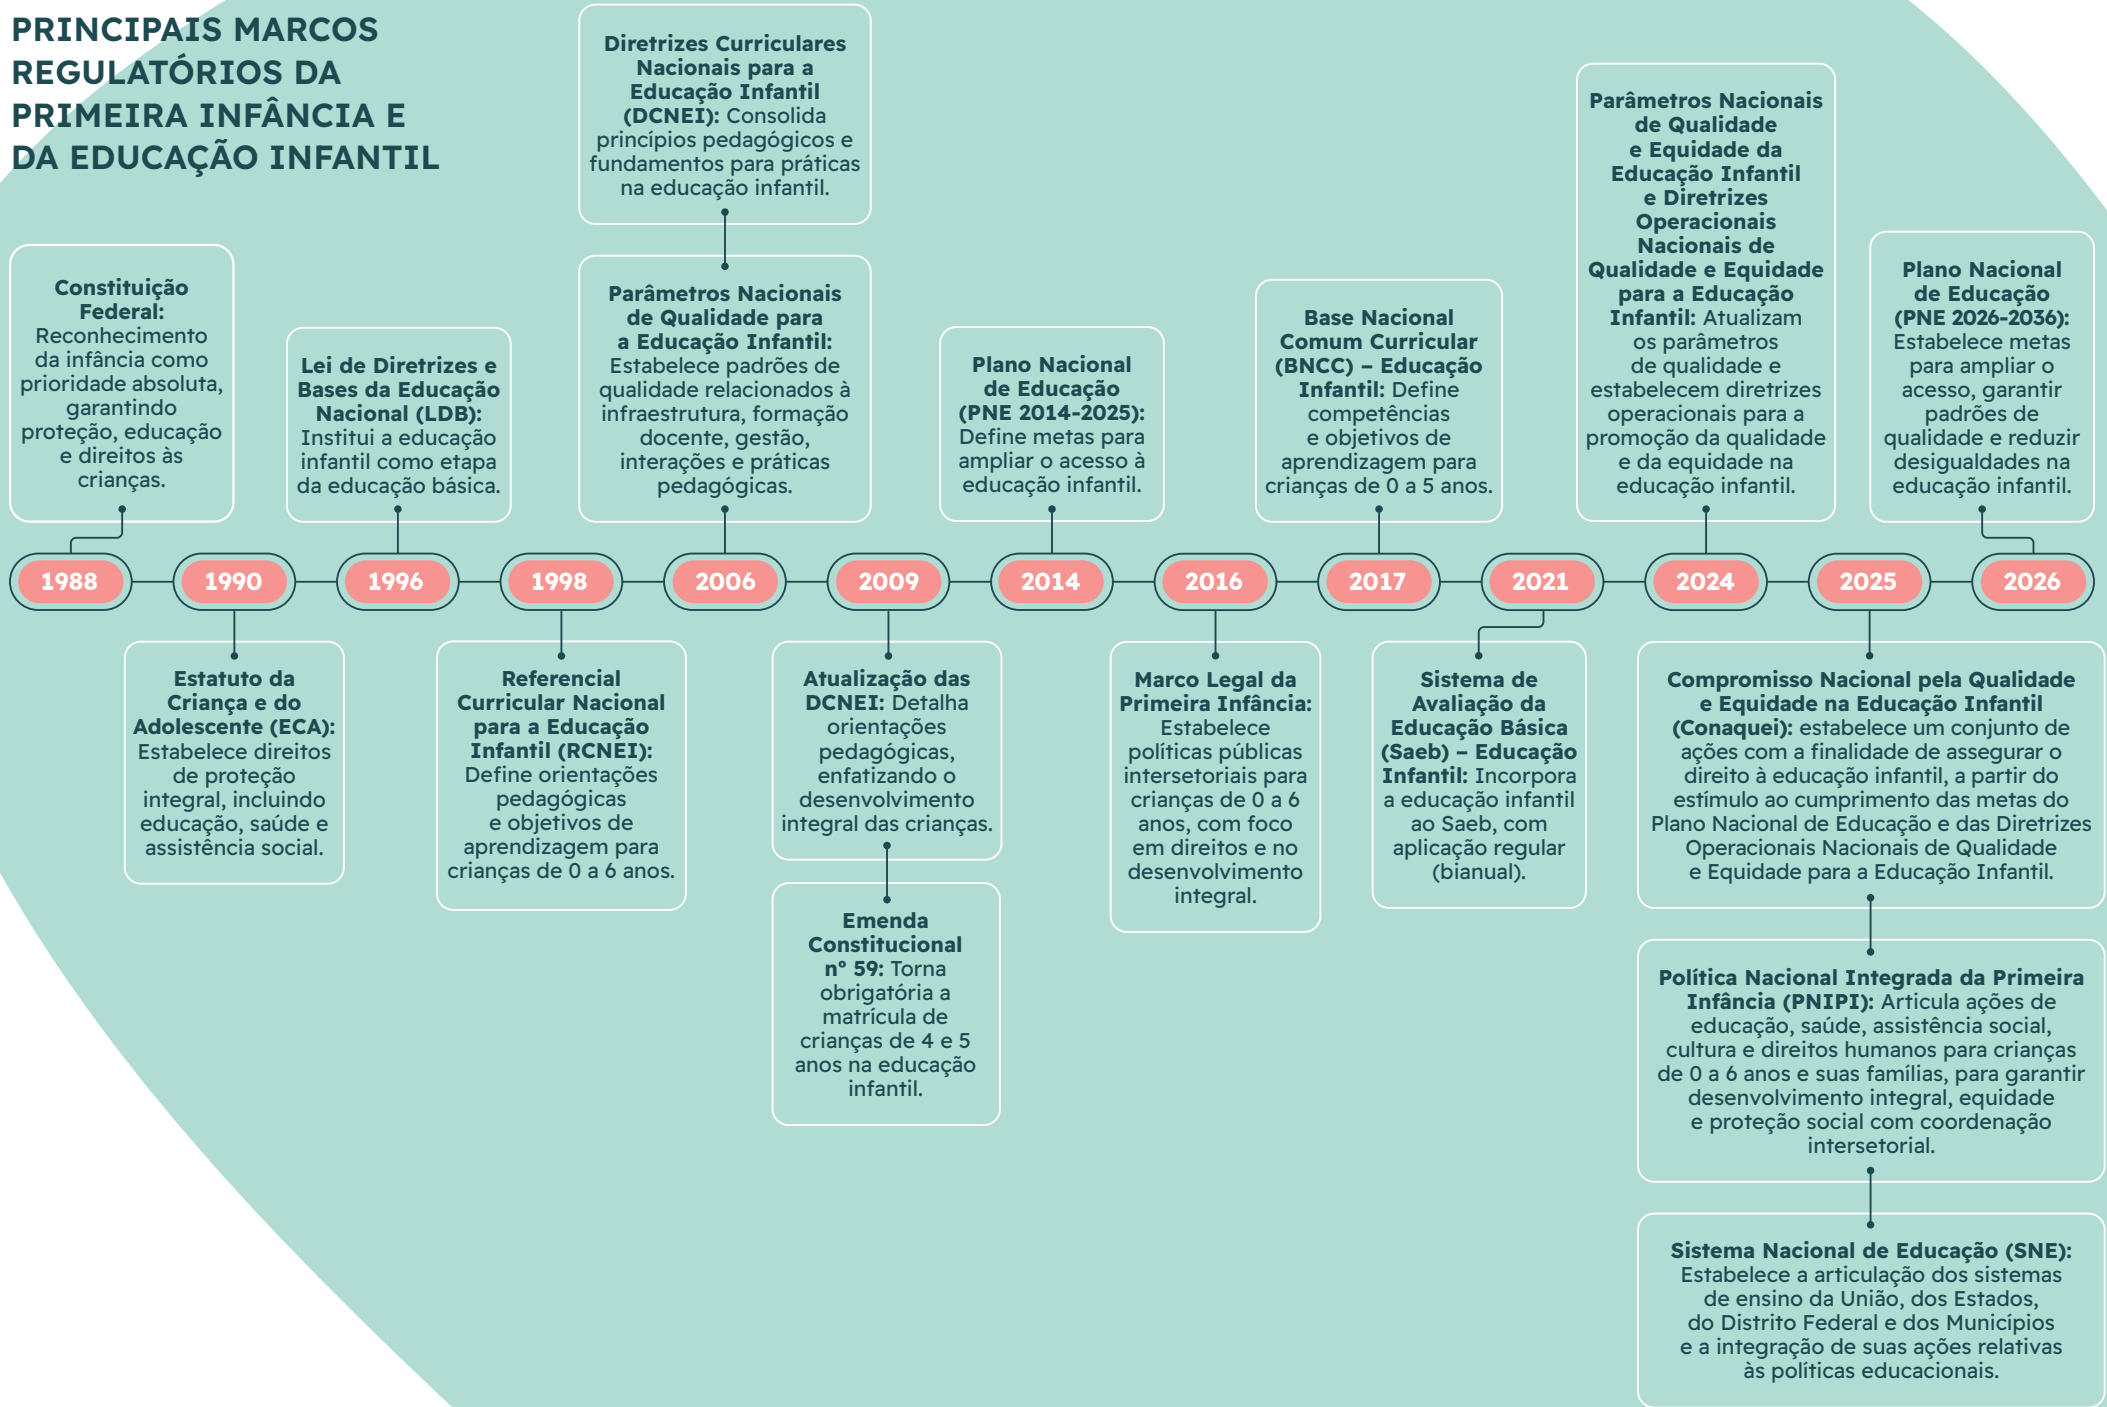 PRINCIPAIS MARCOS
REGULATÓRIOS DA
PRIMEIRA INFÂNCIA E
DA EDUCAÇÃO INFANTIL
Constituição
Federal:
Reconhecimento
da infância como
prioridade absoluta,
garantindo
proteção, educação
e direitos às
crianças.
Lei de Diretrizes e
Bases da Educação
Nacional (LDB):
Institui a educação
infantil como etapa
da educação básica.
Diretrizes Curriculares
Nacionais para a
Educação Infantil
(DCNEI): Consolida
princípios pedagógicos e
fundamentos para práticas
na educação infantil.
Parâmetros Nacionais
de Qualidade para
a Educação Infantil:
Estabelece padrões de
qualidade relacionados à
infraestrutura, formação
docente, gestão,
interações e práticas
pedagógicas.
Plano Nacional
de Educação
(PNE 2014-2025):
Define metas para
ampliar o acesso à
educação infantil.
Base Nacional
Comum Curricular
(BNCC) – Educação
Infantil: Define
competências
e objetivos de
aprendizagem para
crianças de 0 a 5 anos.
Parâmetros Nacionais
de Qualidade
e Equidade da
Educação Infantil
e Diretrizes
Operacionais
Nacionais de
Qualidade e Equidade
para a Educação
Infantil: Atualizam
os parâmetros
de qualidade e
estabelecem diretrizes
operacionais para a
promoção da qualidade
e da equidade na
educação infantil.
Plano Nacional
de Educação
(PNE 2026-2036):
Estabelece metas
para ampliar o
acesso, garantir
padrões de
qualidade e reduzir
desigualdades na
educação infantil.
1988
1990
1996
1998
2006
2009
2014
2016
2017
2021
2024
2025
2026
Estatuto da
Criança e do
Adolescente (ECA):
Estabelece direitos
de proteção
integral, incluindo
educação, saúde e
assistência social.
Referencial
Curricular Nacional
para a Educação
Infantil (RCNEI):
Define orientações
pedagógicas
e objetivos de
aprendizagem para
crianças de 0 a 6 anos.
Atualização das
DCNEI: Detalha
orientações
pedagógicas,
enfatizando o
desenvolvimento
integral das crianças.
Emenda
Constitucional
nº 59: Torna
obrigatória a
matrícula de
crianças de 4 e 5
anos na educação
infantil.
Marco Legal da
Primeira Infância:
Estabelece
políticas públicas
intersetoriais para
crianças de 0 a 6
anos, com foco
em direitos e no
desenvolvimento
integral.
Sistema de
Avaliação da
Educação Básica
(Saeb) – Educação
Infantil: Incorpora
a educação infantil
ao Saeb, com
aplicação regular
(bianual).
Compromisso Nacional pela Qualidade
e Equidade na Educação Infantil
(Conaquei): estabelece um conjunto de
ações com a finalidade de assegurar o
direito à educação infantil, a partir do
estímulo ao cumprimento das metas do
Plano Nacional de Educação e das Diretrizes
Operacionais Nacionais de Qualidade
e Equidade para a Educação Infantil.
Política Nacional Integrada da Primeira
Infância (PNIPI): Articula ações de
educação, saúde, assistência social,
cultura e direitos humanos para crianças
de 0 a 6 anos e suas famílias, para garantir
desenvolvimento integral, equidade
e proteção social com coordenação
intersetorial.
Sistema Nacional de Educação (SNE):
Estabelece a articulação dos sistemas
de ensino da União, dos Estados,
do Distrito Federal e dos Municípios
e a integração de suas ações relativas
às políticas educacionais.